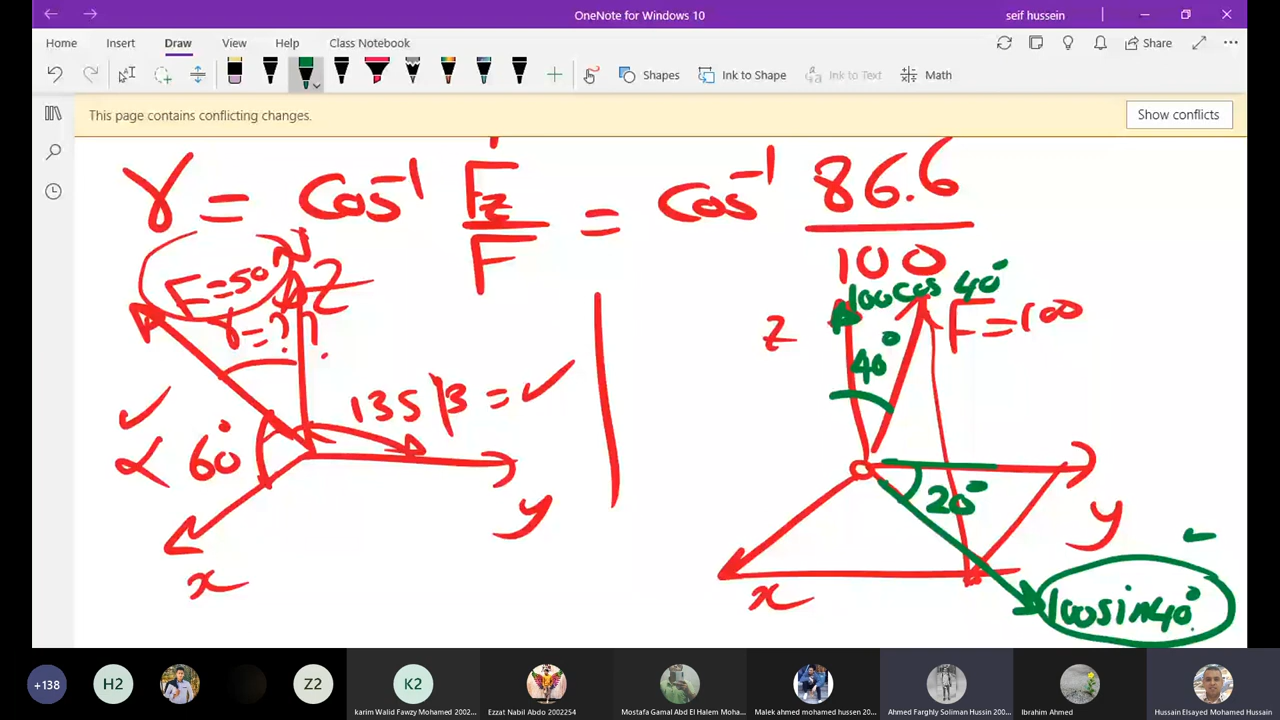 OneNote for Windows 10
seif hussein
Home Insert Draw View Help Class Notebook
Share
Shapes Ink to Shape Ink to Text Math
This page contains conflicting changes.
Show conflicts
γ = cos⁻¹ Fz/F = cos⁻¹ 86.6/100
F=50 N
Z
γ=??
135 β = ✓
✓
α 60°
y
x
100cos 40°
F=100
z
40°
20°
y
x
100sin40°
+138
H2
Z2
K2
karim Walid Fawzy Mohamed 2002...
Ezzat Nabil Abdo 2002254
Mostafa Gamal Abd El Halem Moha...
Malek ahmed mohamed hussen 20...
Ahmed Farghly Soliman Hussin 200...
Ibrahim Ahmed
Hussain Elsayed Mohamed Hussain